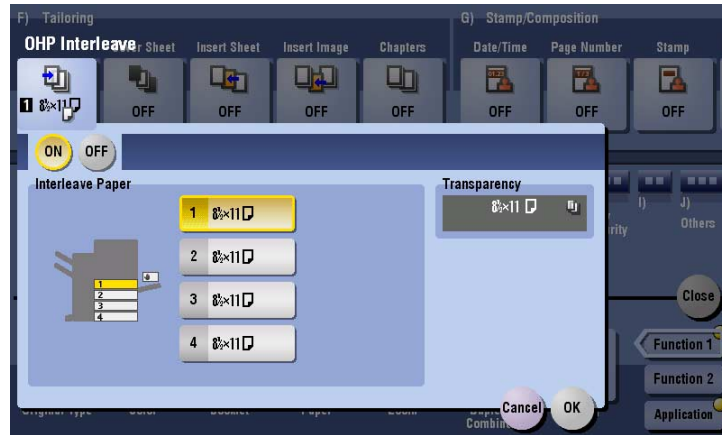 F) Tailoring
G) Stamp/Composition
OHP Interleave
Sheet
Insert Sheet
Insert Image
Chapters
Date/Time
Page Number
Stamp
1 8½×11
OFF
OFF
OFF
OFF
OFF
OFF
OFF
ON
OFF
Interleave Paper
Transparency
1 8½×11
2 8½×11
3 8½×11
4 8½×11
8½×11
1
2
3
4
I)
J)
Others
Close
Function 1
Function 2
Application
Cancel
OK
Combin